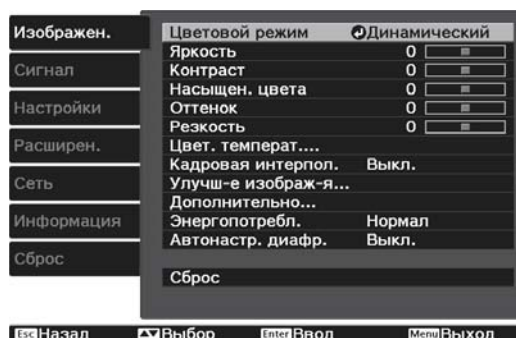 Изображен.
Сигнал
Настройки
Расширен.
Сеть
Информация
Сброс
Цветовой режим Динамический
Яркость 0
Контраст 0
Насыщен. цвета 0
Оттенок 0
Резкость 0
Цвет. температ....
Кадровая интерпол. Выкл.
Улучш-е изображ-я...
Дополнительно...
Энергопотребл. Нормал
Автонастр. диафр. Выкл.
Сброс
Esc Назад Выбор Enter Ввод Menu Выход